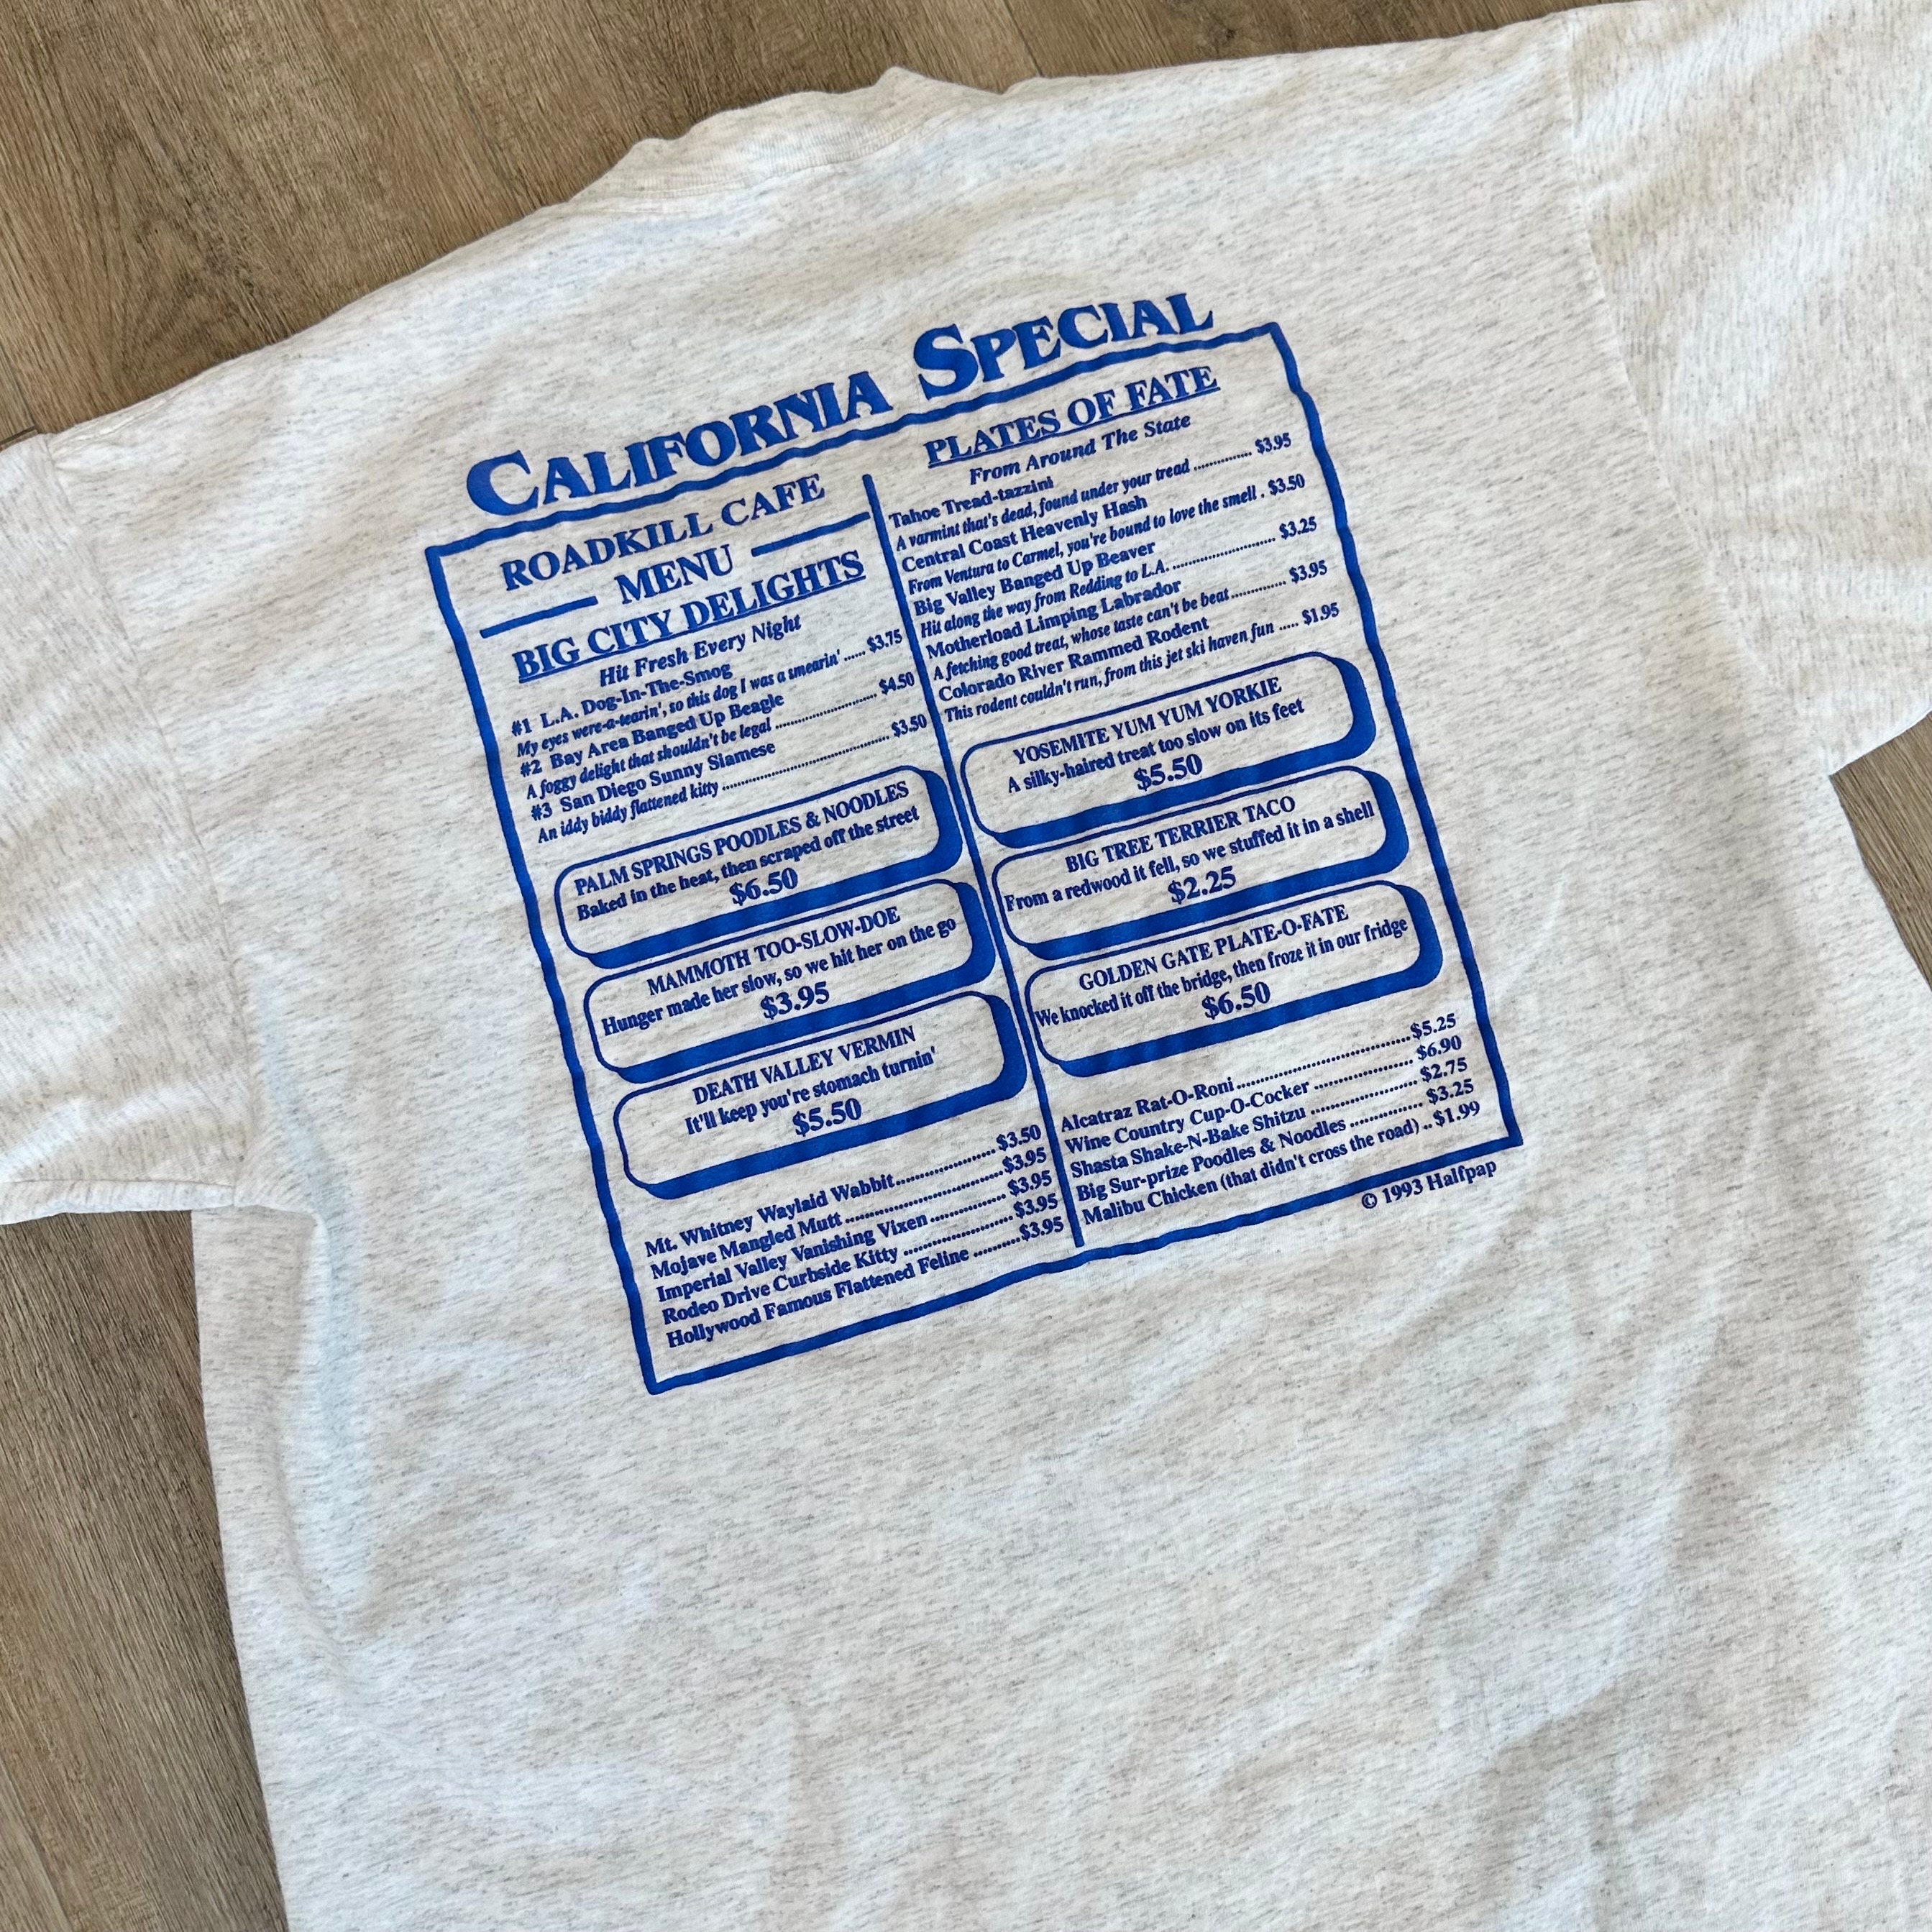 CALIFORNIA SPECIAL
ROADKILL CAFE
MENU
BIG CITY DELIGHTS
Hit Fresh Every Night
#1 L.A. Dog-In-The-Smog
My eyes were-a-tearin', so this dog I was a smearin' ...... $3.75
#2 Bay Area Banged Up Beagle
A foggy delight that shouldn't be legal ........................ $4.50
#3 San Diego Sunny Siamese
An iddy biddy flattened kitty ........................................ $3.50
PALM SPRINGS POODLES & NOODLES
Baked in the heat, then scraped off the street
$6.50
MAMMOTH TOO-SLOW-DOE
Hunger made her slow, so we hit her on the go
$3.95
DEATH VALLEY VERMIN
It'll keep you're stomach turnin'
$5.50
Mt. Whitney Waylaid Wabbit........................ $3.50
Mojave Mangled Mutt ....................................$3.95
Imperial Valley Vanishing Vixen .................. $3.95
Rodeo Drive Curbside Kitty ..........................$3.95
Hollywood Famous Flattened Feline ...........$3.95
PLATES OF FATE
From Around The State
Tahoe Tread-tazzini
A varmint that's dead, found under your tread ............... $3.95
Central Coast Heavenly Hash
From Ventura to Carmel, you're bound to love the smell . $3.50
Big Valley Banged Up Beaver
Hit along the way from Redding to L.A. ........................... $3.25
Motherload Limping Labrador
A fetching good treat, whose taste can't be beat.............. $3.95
Colorado River Rammed Rodent
This rodent couldn't run, from this jet ski haven fun ..... $1.95
YOSEMITE YUM YUM YORKIE
A silky-haired treat too slow on its feet
$5.50
BIG TREE TERRIER TACO
From a redwood it fell, so we stuffed it in a shell
$2.25
GOLDEN GATE PLATE-O-FATE
We knocked it off the bridge, then froze it in our fridge
$6.50
Alcatraz Rat-O-Roni ........................................$5.25
Wine Country Cup-O-Cocker ....................... $6.90
Shasta Shake-N-Bake Shitzu ........................ $2.75
Big Sur-prize Poodles & Noodles ................ $3.25
Malibu Chicken (that didn't cross the road) .. $1.99
© 1993 Halfpap